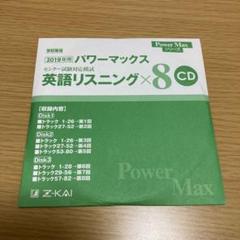 学校専用
Power Max
シリーズ
2019年用 パワーマックス
センター試験対応模試
英語リスニング×8
CD
【収録内容】
Disk1
■トラック 1-26-第1回
■トラック27-52-第2回
Disk2
■トラック 1-26-第3回
■トラック27-52-第4回
■トラック53-80-第5回
Disk3
■トラック 1-28-第6回
■トラック29-56-第7回
■トラック57-82-第8回
Z-KAI
Power
Max